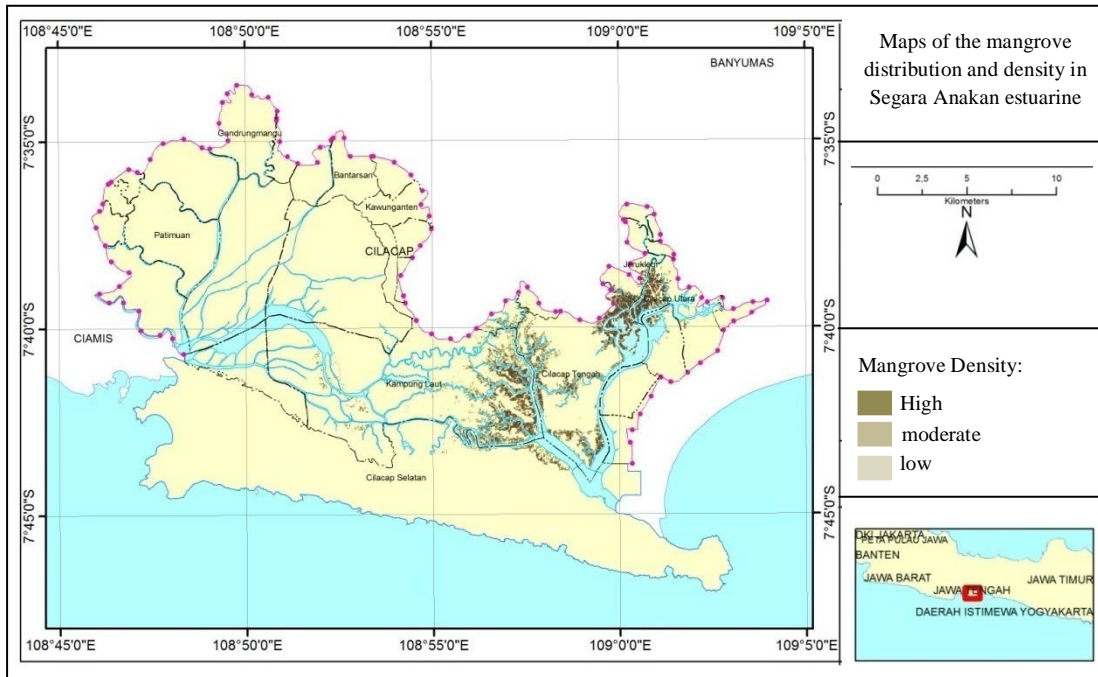 108°45'0"E
108°50'0"E
108°55'0"E
109°0'0"E
109°5'0"E
BANYUMAS
7°35'0"S
7°35'0"S
Gandrungmangu
Bantarsari
Kawunganten
Patimuan
CILACAP
Jeruklegi
Cilacap Utara
7°40'0"S
7°40'0"S
CIAMIS
Cilacap Tengah
Kampung Laut
Cilacap Selatan
7°45'0"S
7°45'0"S
108°45'0"E
108°50'0"E
108°55'0"E
109°0'0"E
109°5'0"E
Maps of the mangrove
distribution and density in
Segara Anakan estuarine
0 2,5 5 10
Kilometers
N
Mangrove Density:
High
moderate
low
DKI JAKARTA
PETA PULAU JAWA
BANTEN
JAWA BARAT
JAWA TIMUR
JAWA TENGAH
DAERAH ISTIMEWA YOGYAKARTA